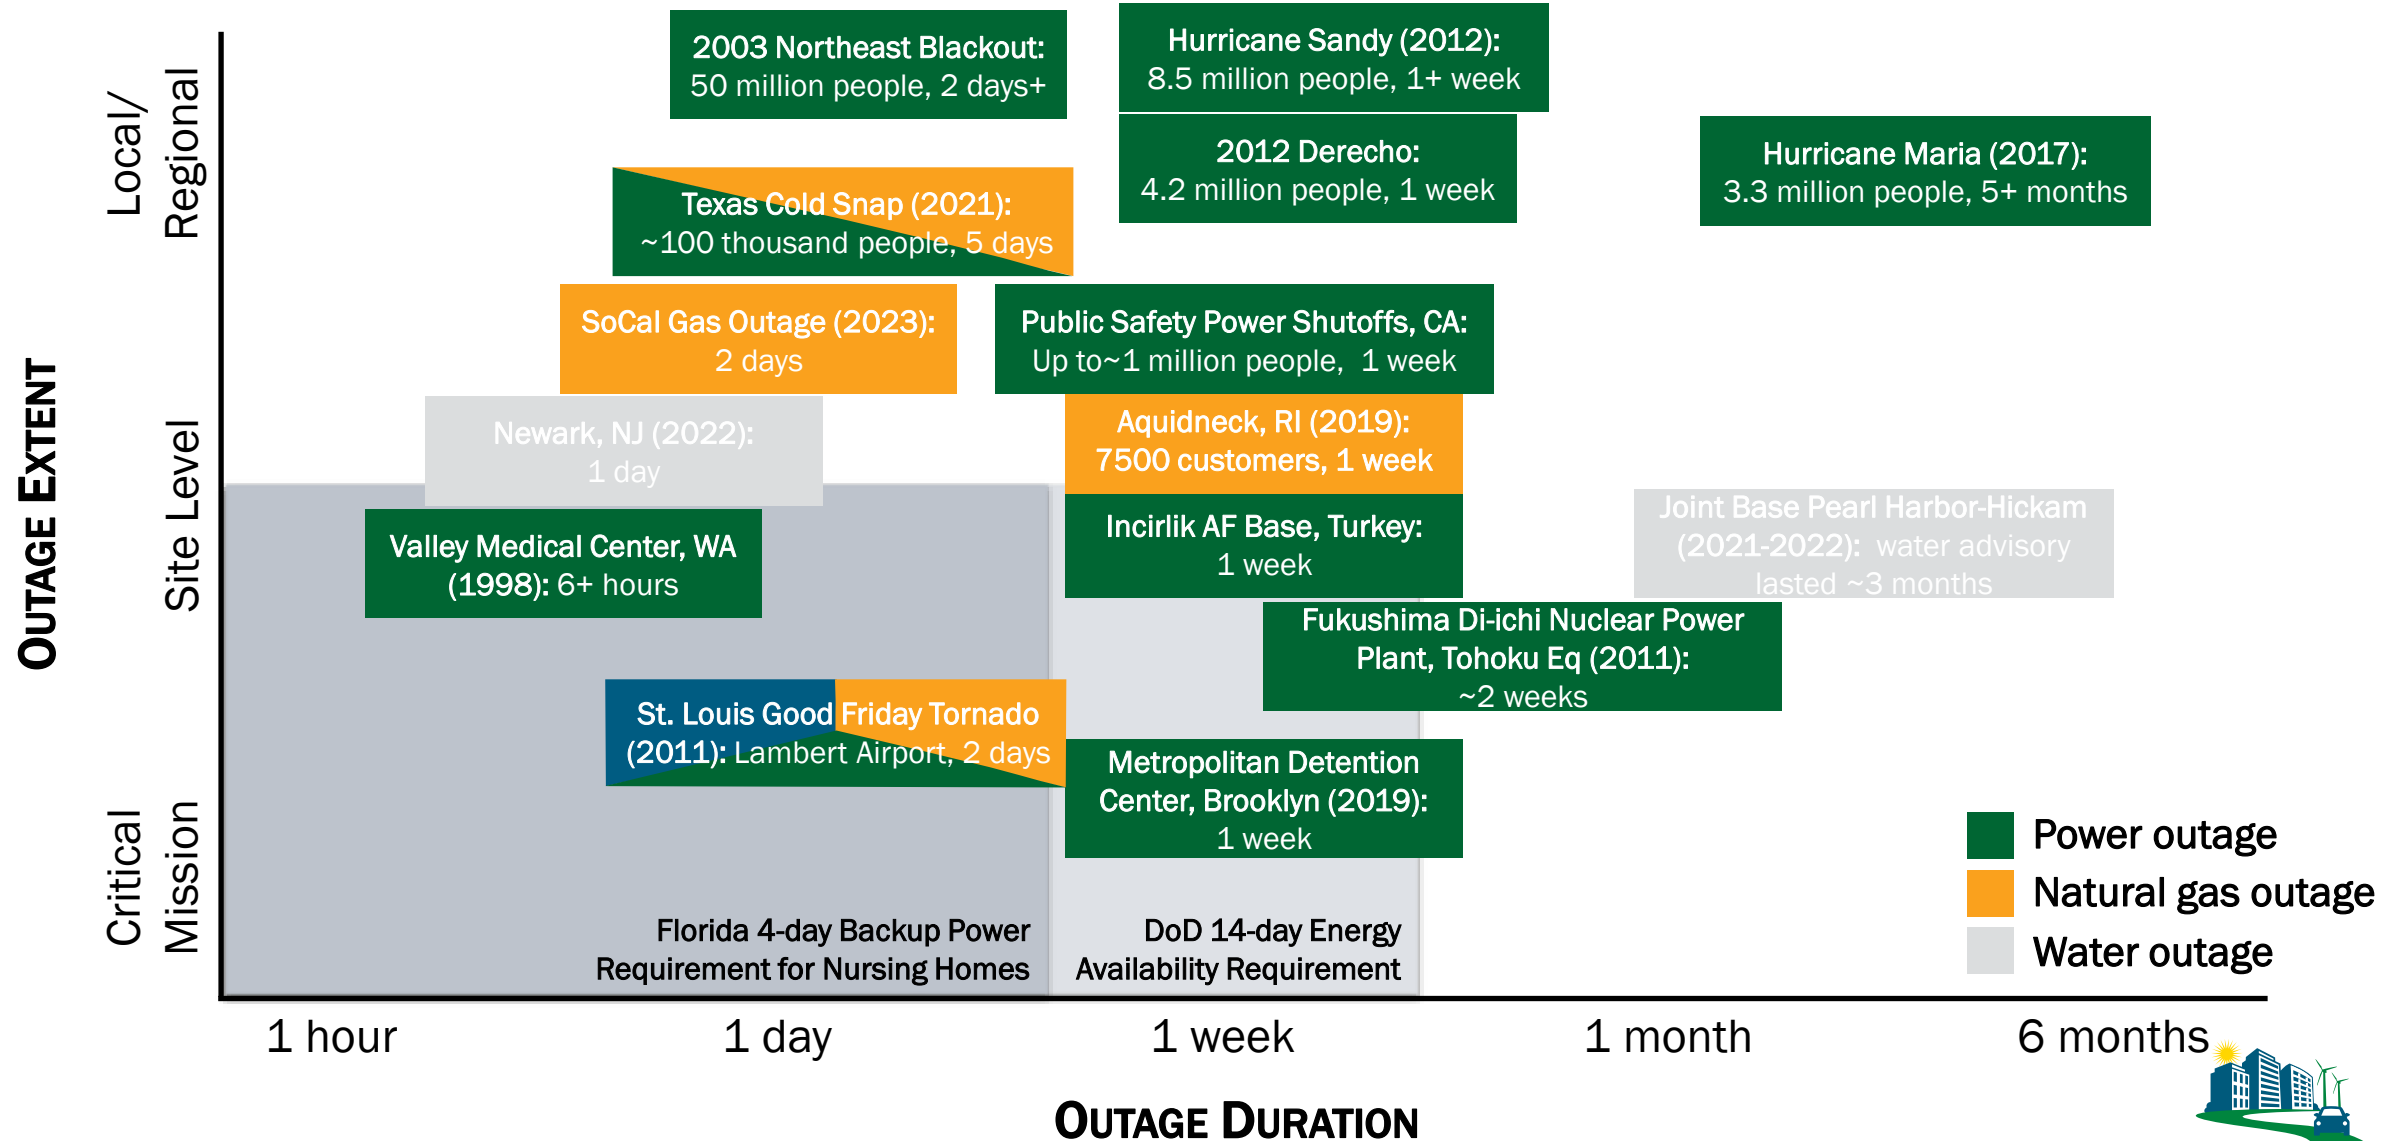 2003 Northeast Blackout:
50 million people, 2 days+
Hurricane Sandy (2012):
8.5 million people, 1+ week
2012 Derecho:
4.2 million people, 1 week
Hurricane Maria (2017):
3.3 million people, 5+ months
Texas Cold Snap (2021):
~100 thousand people, 5 days
SoCal Gas Outage (2023):
2 days
Public Safety Power Shutoffs, CA:
Up to~1 million people, 1 week
Newark, NJ (2022):
1 day
Aquidneck, RI (2019):
7500 customers, 1 week
Valley Medical Center, WA
(1998): 6+ hours
Incirlik AF Base, Turkey:
1 week
Joint Base Pearl Harbor-Hickam
(2021-2022): water advisory
lasted ~3 months
Fukushima Di-ichi Nuclear Power
Plant, Tohoku Eq (2011):
~2 weeks
St. Louis Good Friday Tornado
(2011): Lambert Airport, 2 days
Metropolitan Detention
Center, Brooklyn (2019):
1 week
Florida 4-day Backup Power
Requirement for Nursing Homes
DoD 14-day Energy
Availability Requirement
Power outage
Natural gas outage
Water outage
OUTAGE EXTENT
Local/
Regional
Site Level
Critical
Mission
1 hour
1 day
1 week
1 month
6 months
OUTAGE DURATION